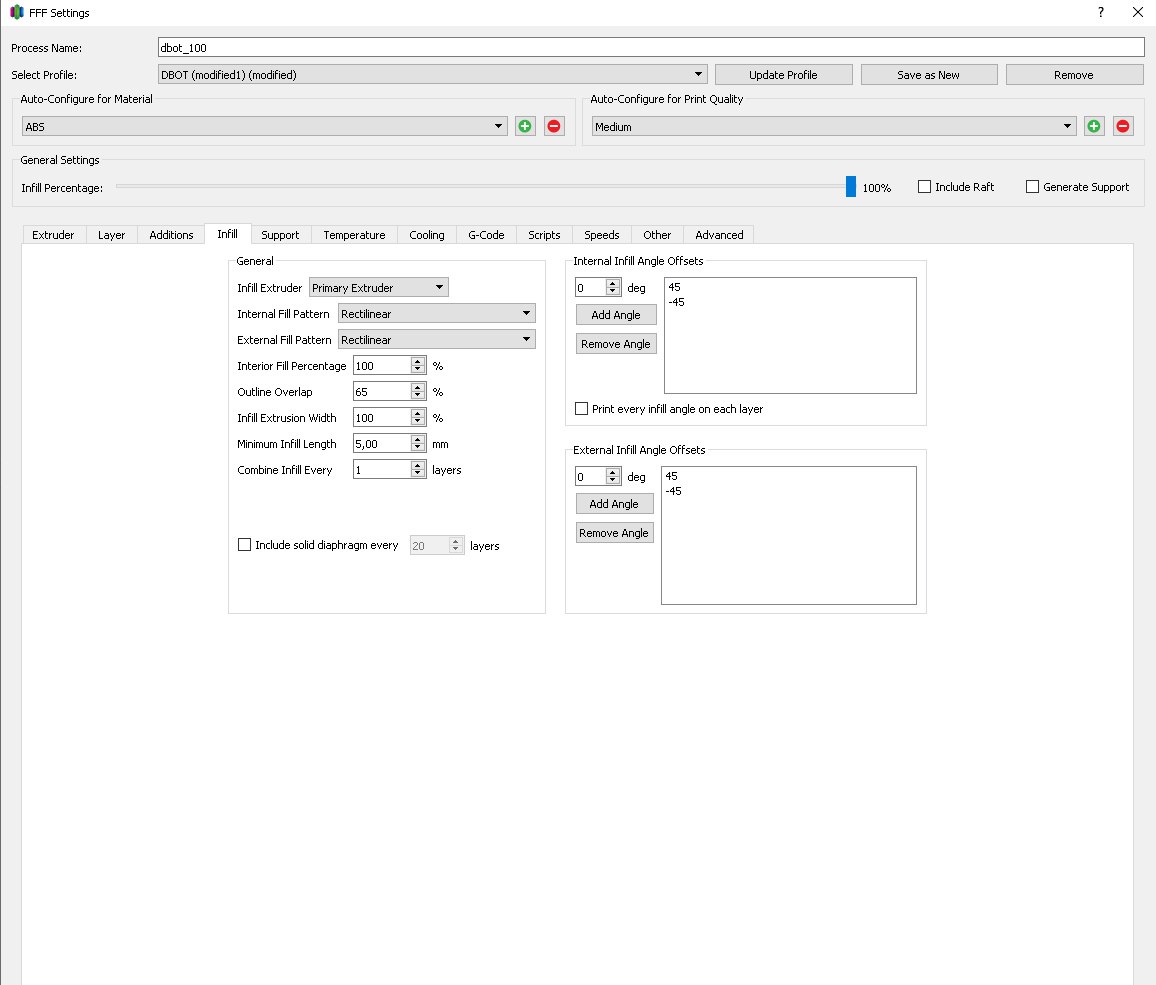 FFF Settings ?
Process Name: dbot_100
Select Profile: DBOT (modified1) (modified) Update Profile Save as New Remove
Auto-Configure for Material
ABS
Auto-Configure for Print Quality
Medium
General Settings
Infill Percentage: 100% Include Raft Generate Support
Extruder Layer Additions Infill Support Temperature Cooling G-Code Scripts Speeds Other Advanced
General
Infill Extruder Primary Extruder
Internal Fill Pattern Rectilinear
External Fill Pattern Rectilinear
Interior Fill Percentage 100 %
Outline Overlap 65 %
Infill Extrusion Width 100 %
Minimum Infill Length 5,00 mm
Combine Infill Every 1 layers
Include solid diaphragm every 20 layers
Internal Infill Angle Offsets
0 deg
Add Angle
Remove Angle
45
-45
Print every infill angle on each layer
External Infill Angle Offsets
0 deg
Add Angle
Remove Angle
45
-45